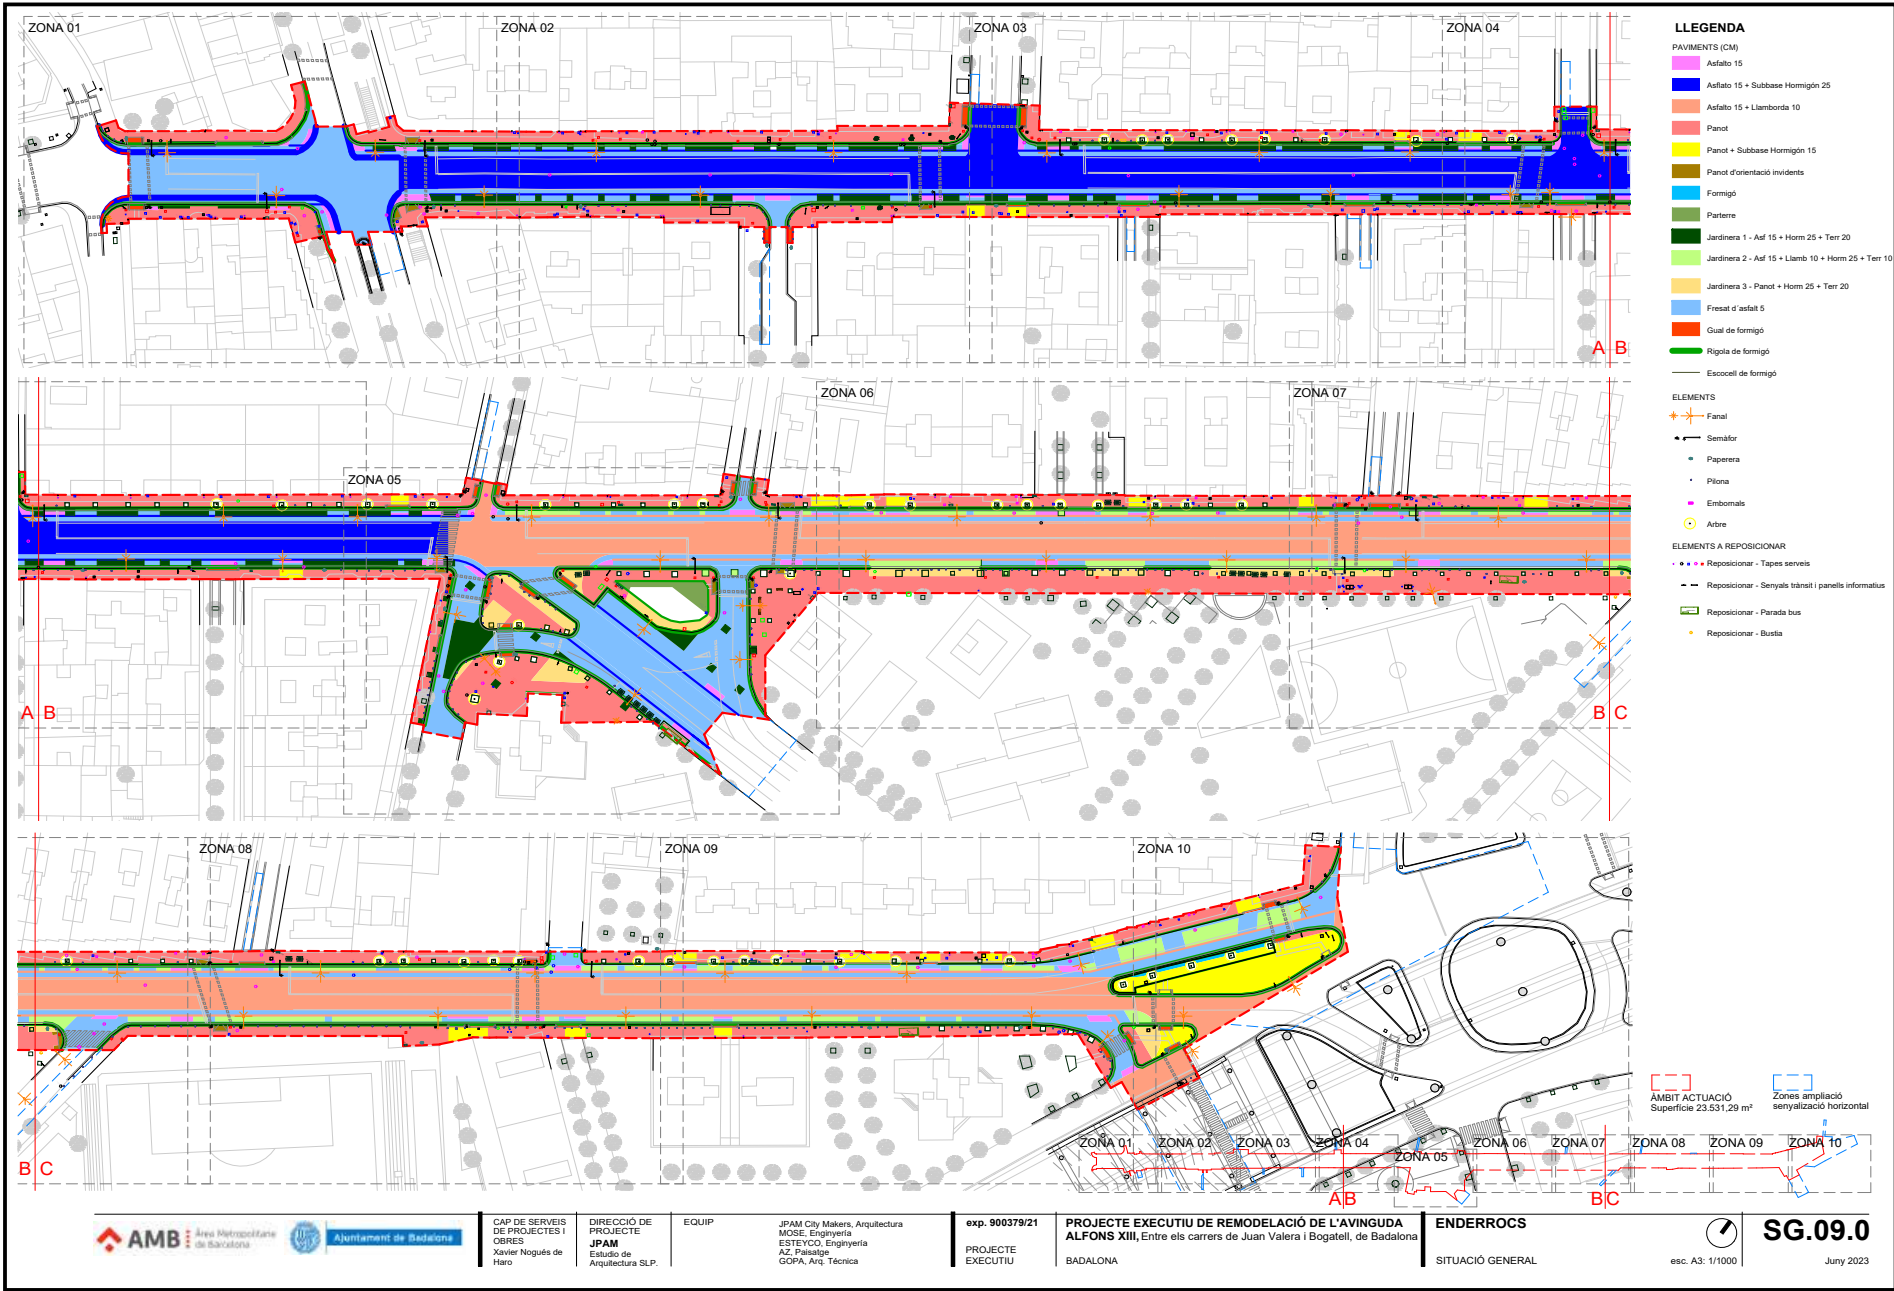 ZONA 01
ZONA 02
ZONA 03
ZONA 04
A B
ZONA 05
ZONA 06
ZONA 07
A B
B C
ZONA 08
ZONA 09
ZONA 10
B C
LLEGENDA
PAVIMENTS (CM)
Asfalto 15
Asflato 15 + Subbase Hormigón 25
Asfalto 15 + Llamborda 10
Panot
Panot + Subbase Hormigón 15
Panot d'orientació invidents
Formigó
Parterre
Jardinera 1 - Asf 15 + Horm 25 + Terr 20
Jardinera 2 - Asf 15 + Llamb 10 + Horm 25 + Terr 10
Jardinera 3 - Panot + Horm 25 + Terr 20
Fresat d´asfalt 5
Gual de formigó
Rigola de formigó
Escocell de formigó
ELEMENTS
Fanal
Semàfor
Paperera
Pilona
Embornals
Arbre
ELEMENTS A REPOSICIONAR
Reposicionar - Tapes serveis
Reposicionar - Senyals trànsit i panells informatius
Reposicionar - Parada bus
Reposicionar - Bustia
ÀMBIT ACTUACIÓ
Superfície 23.531,29 m²
Zones ampliació
senyalizació horizontal
ZONA 01
ZONA 02
ZONA 03
ZONA 04
ZONA 05
ZONA 06
ZONA 07
ZONA 08
ZONA 09
ZONA 10
A B
B C
AMB
Àrea Metropolitana
de Barcelona
Ajuntament de Badalona
CAP DE SERVEIS
DE PROJECTES I
OBRES
Xavier Nogués de
Haro
DIRECCIÓ DE
PROJECTE
JPAM
Estudio de
Arquitectura SLP.
EQUIP
JPAM City Makers, Arquitectura
MOSE, Enginyería
ESTEYCO, Enginyería
AZ, Paisatge
GOPA, Arq. Técnica
exp. 900379/21
PROJECTE
EXECUTIU
PROJECTE EXECUTIU DE REMODELACIÓ DE L'AVINGUDA
ALFONS XIII, Entre els carrers de Juan Valera i Bogatell, de Badalona
BADALONA
ENDERROCS
SITUACIÓ GENERAL
esc. A3: 1/1000
SG.09.0
Juny 2023